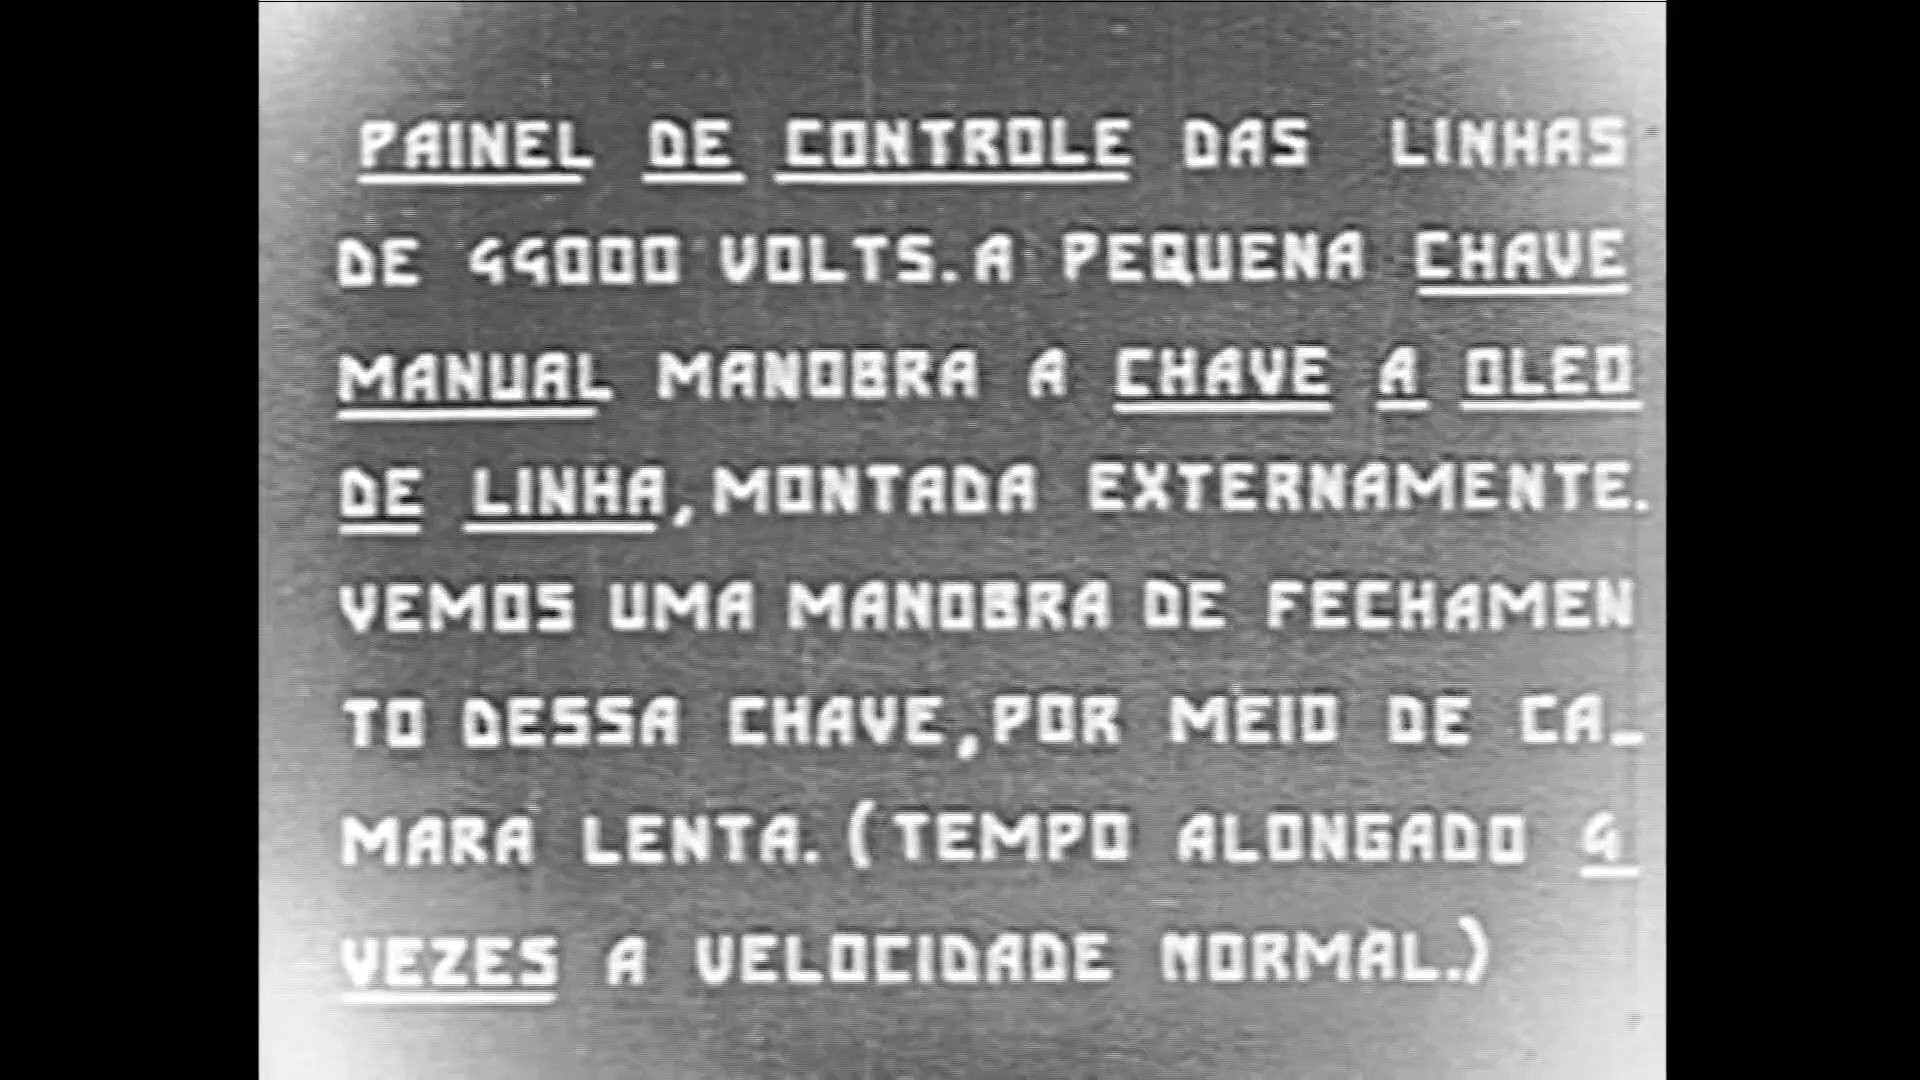 PAINEL DE CONTROLE DAS LINHAS
DE 44000 VOLTS. A PEQUENA CHAVE
MANUAL MANOBRA A CHAVE A OLEO
DE LINHA, MONTADA EXTERNAMENTE.
VEMOS UMA MANOBRA DE FECHAMEN
TO DESSA CHAVE, POR MEIO DE CA_
MARA LENTA. (TEMPO ALONGADO 4
VEZES A VELOCIDADE NORMAL.)